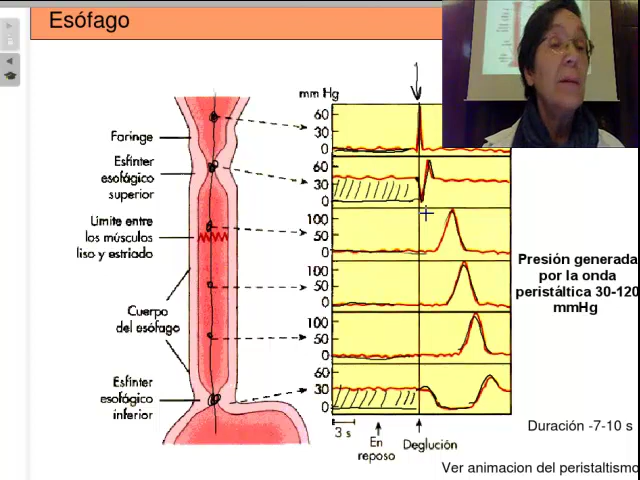 Esófago
mm Hg
60
30
0
60
30
0
100
50
0
100
50
0
100
50
0
60
30
0
Faringe
Esfínter
esofágico
superior
Límite entre
los músculos
liso y estriado
Cuerpo
del esófago
Esfínter
esofágico
inferior
3 s
En
reposo
Deglución
Presión generada
por la onda
peristáltica 30-120
mmHg
Duración -7-10 s
Ver animacion del peristaltismo